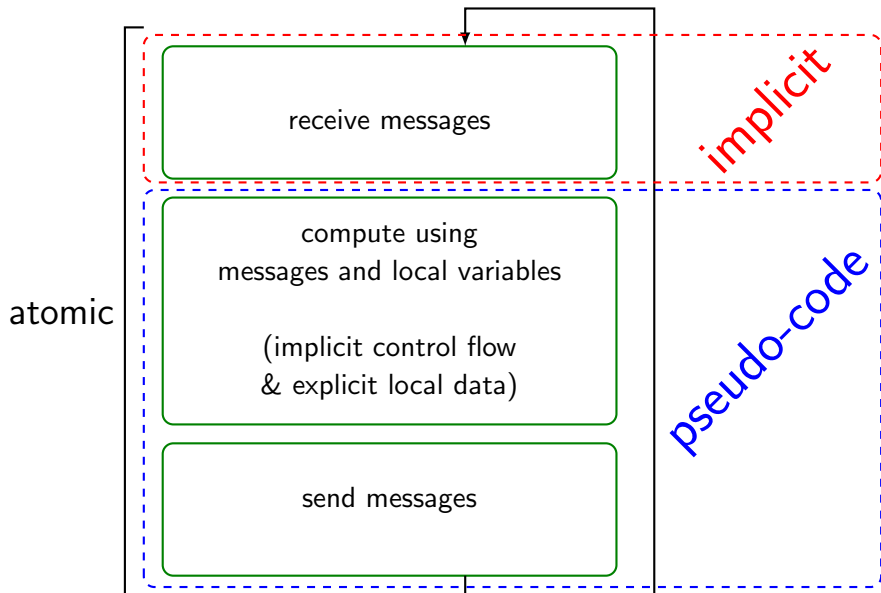 receive messages
implicit
compute using
messages and local variables
(implicit control flow
& explicit local data)
atomic
pseudo-code
send messages